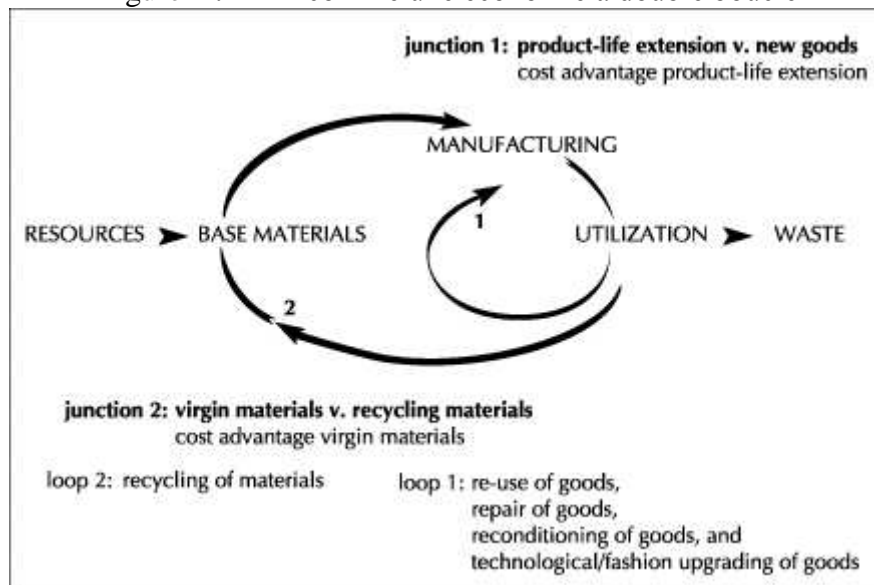 junction 1: product-life extension v. new goods
cost advantage product-life extension
MANUFACTURING
RESOURCES
BASE MATERIALS
1
UTILIZATION
WASTE
2
junction 2: virgin materials v. recycling materials
cost advantage virgin materials
loop 2: recycling of materials
loop 1: re-use of goods,
repair of goods,
reconditioning of goods, and
technological/fashion upgrading of goods